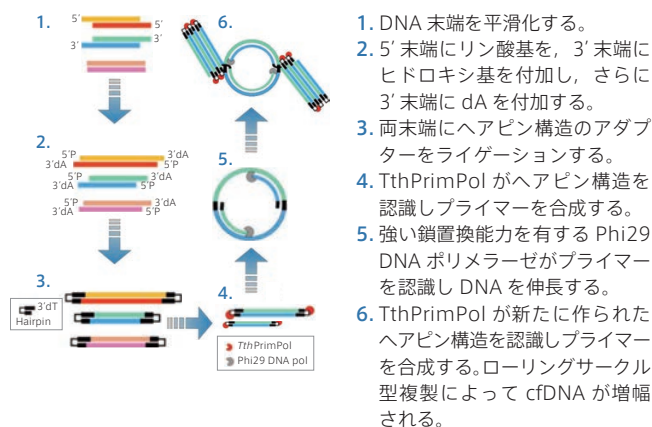 1.
5′
5′
3′
3′
2.
5′P
3′dA
3′dA
5′P
5′P
3′dA
3′dA
5′P
5′P
3′dA
3′dA
5′P
3.
3′dT
Hairpin
4.
TthPrimPol
Phi29 DNA pol
5.
6.
1. DNA 末端を平滑化する。
2. 5′ 末端にリン酸基を，3′ 末端に
ヒドロキシ基を付加し，さらに
3′ 末端に dA を付加する。
3. 両末端にヘアピン構造のアダプ
ターをライゲーションする。
4. TthPrimPol がヘアピン構造を
認識しプライマーを合成する。
5. 強い鎖置換能力を有する Phi29
DNA ポリメラーゼがプライマー
を認識し DNA を伸長する。
6. TthPrimPol が新たに作られた
ヘアピン構造を認識しプライマー
を合成する。ローリングサークル
型複製によって cfDNA が増幅
される。